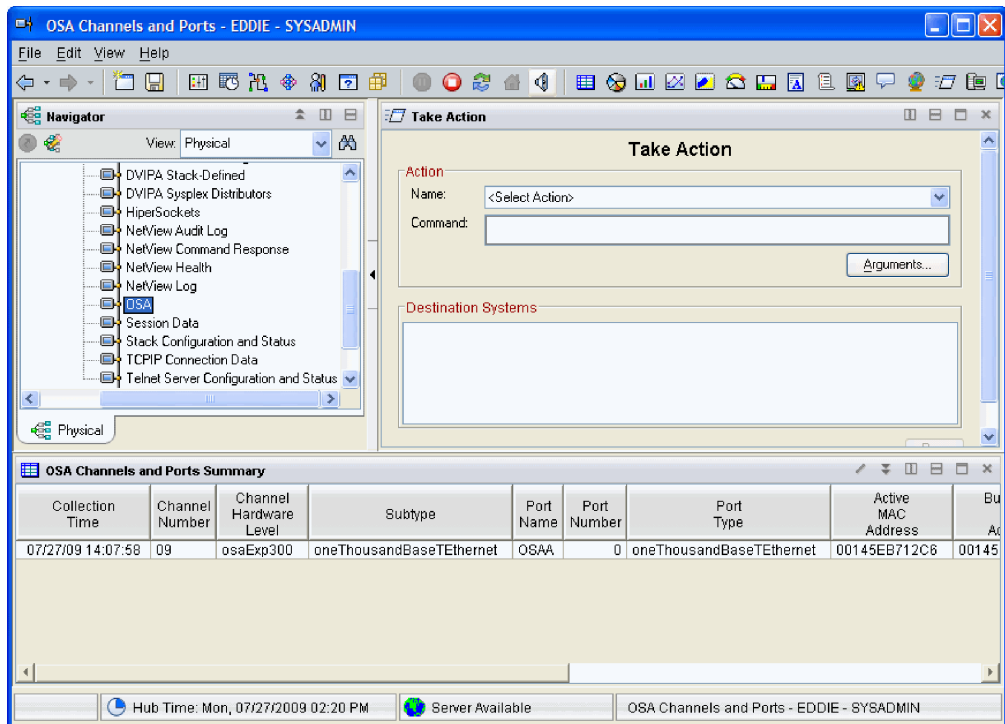 OSA Channels and Ports - EDDIE - SYSADMIN
File Edit View Help
Navigator
View: Physical
DVIPA Stack-Defined
DVIPA Sysplex Distributors
HiperSockets
NetView Audit Log
NetView Command Response
NetView Health
NetView Log
OSA
Session Data
Stack Configuration and Status
TCPIP Connection Data
Telnet Server Configuration and Status
Physical
Take Action
Take Action
Action
Name: <Select Action>
Command:
Arguments...
Destination Systems
OSA Channels and Ports Summary
Collection Time Channel Number Channel Hardware Level Subtype Port Name Port Number Port Type Active MAC Address Bu
07/27/09 14:07:58 09 osaExp300 oneThousandBaseTEthernet OSAA 0 oneThousandBaseTEthernet 00145EB712C6 00145
Hub Time: Mon, 07/27/2009 02:20 PM Server Available OSA Channels and Ports - EDDIE - SYSADMIN